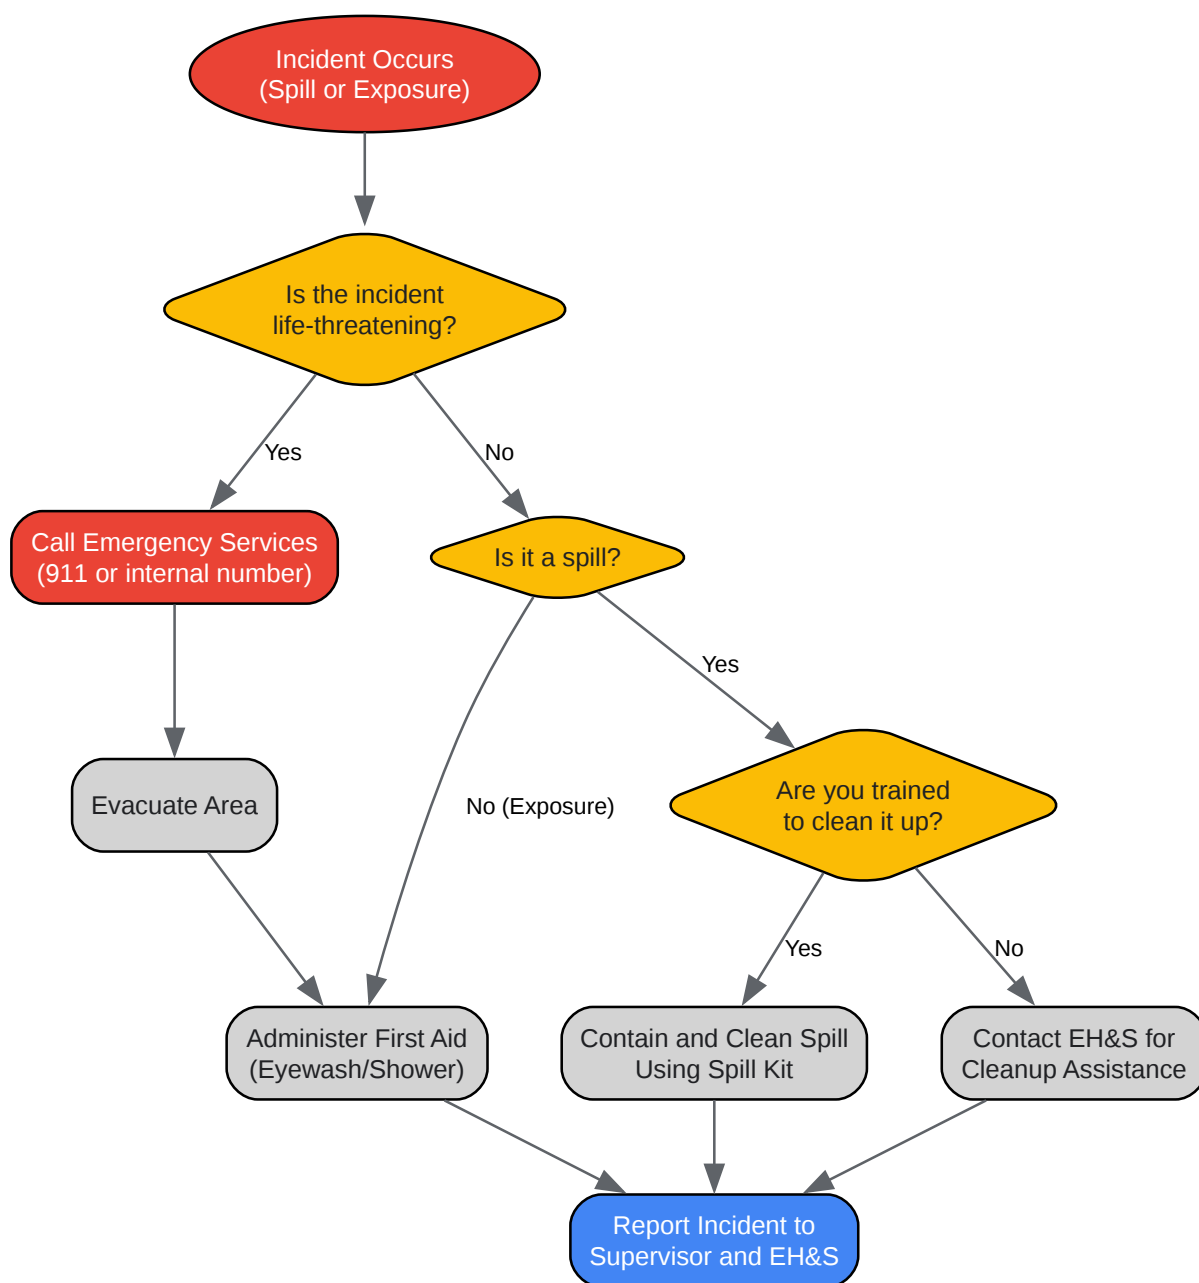 Incident Occurs
(Spill or Exposure)
Is the incident
life-threatening?
Yes
No
Call Emergency Services
(911 or internal number)
Is it a spill?
Yes
Evacuate Area
No (Exposure)
Are you trained
to clean it up?
Yes
No
Administer First Aid
(Eyewash/Shower)
Contain and Clean Spill
Using Spill Kit
Contact EH&S for
Cleanup Assistance
Report Incident to
Supervisor and EH&S